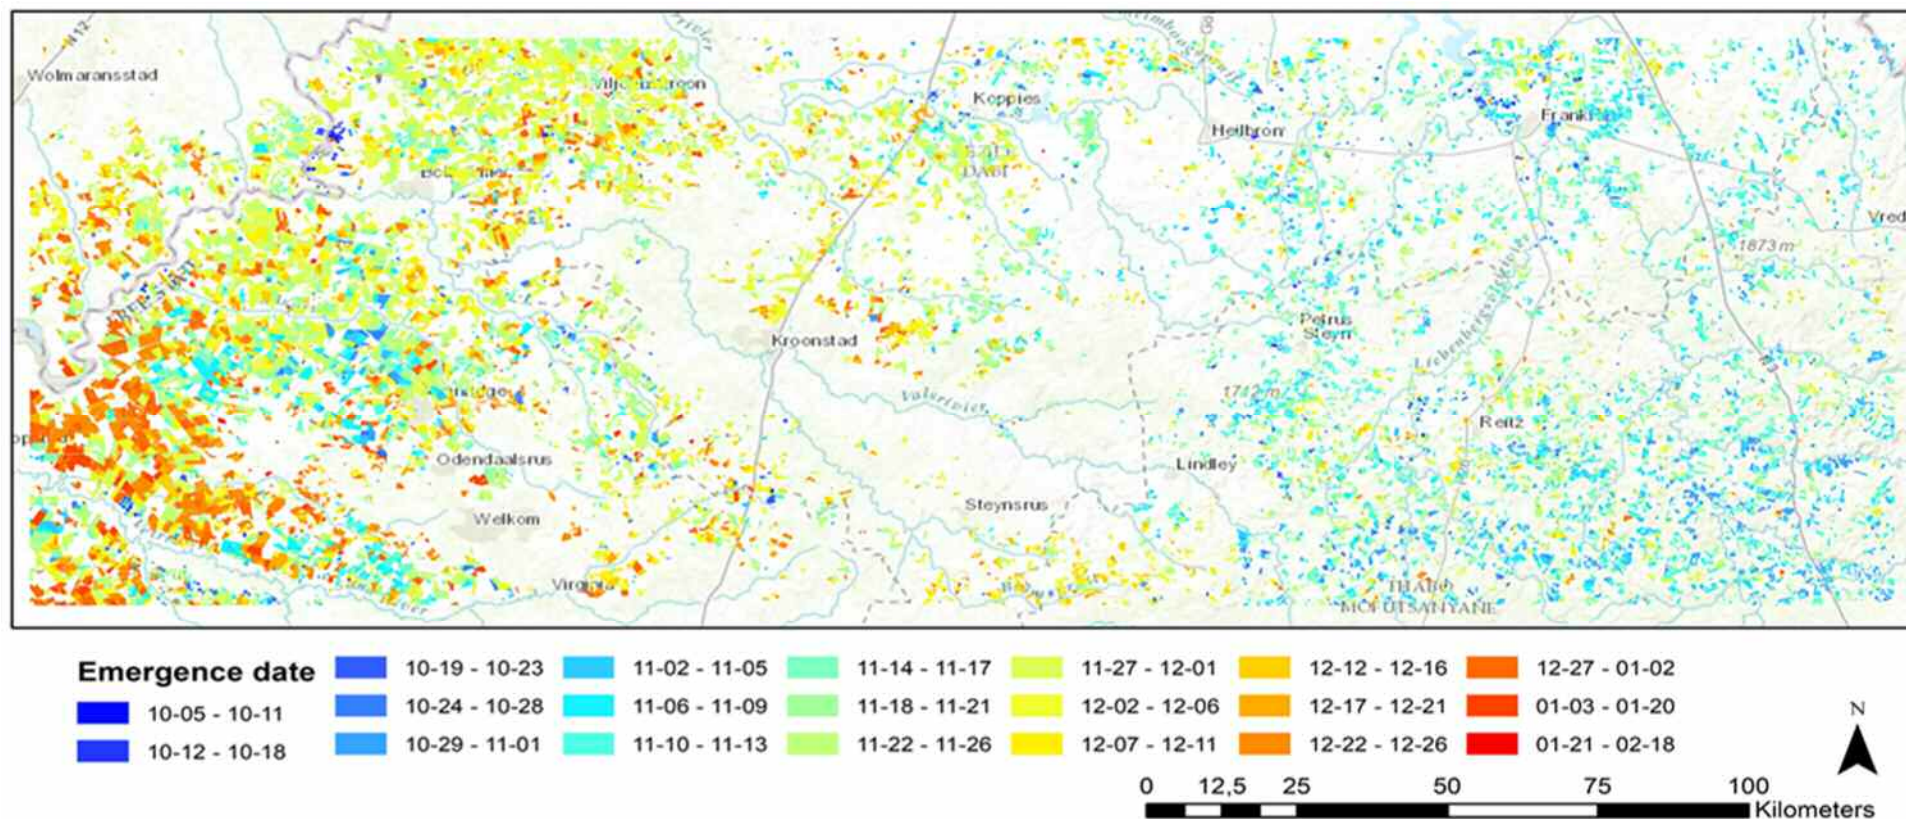 N12
Wolmaransstad
Koppies
Heilbron
Vred
1873 m
Petrus
Steyn
Liebenbergsvlei
Kroonstad
1712 m
Valsrivier
R
Reitz
Odendaalsrus
Lindley
Steynsrus
Welkom
Virginia
THABO
MOFUTSANYANE
Emergence date
10-05 - 10-11
10-12 - 10-18
10-19 - 10-23
10-24 - 10-28
10-29 - 11-01
11-02 - 11-05
11-06 - 11-09
11-10 - 11-13
11-14 - 11-17
11-18 - 11-21
11-22 - 11-26
11-27 - 12-01
12-02 - 12-06
12-07 - 12-11
12-12 - 12-16
12-17 - 12-21
12-22 - 12-26
12-27 - 01-02
01-03 - 01-20
01-21 - 02-18
N
0 12,5 25 50 75 100
Kilometers